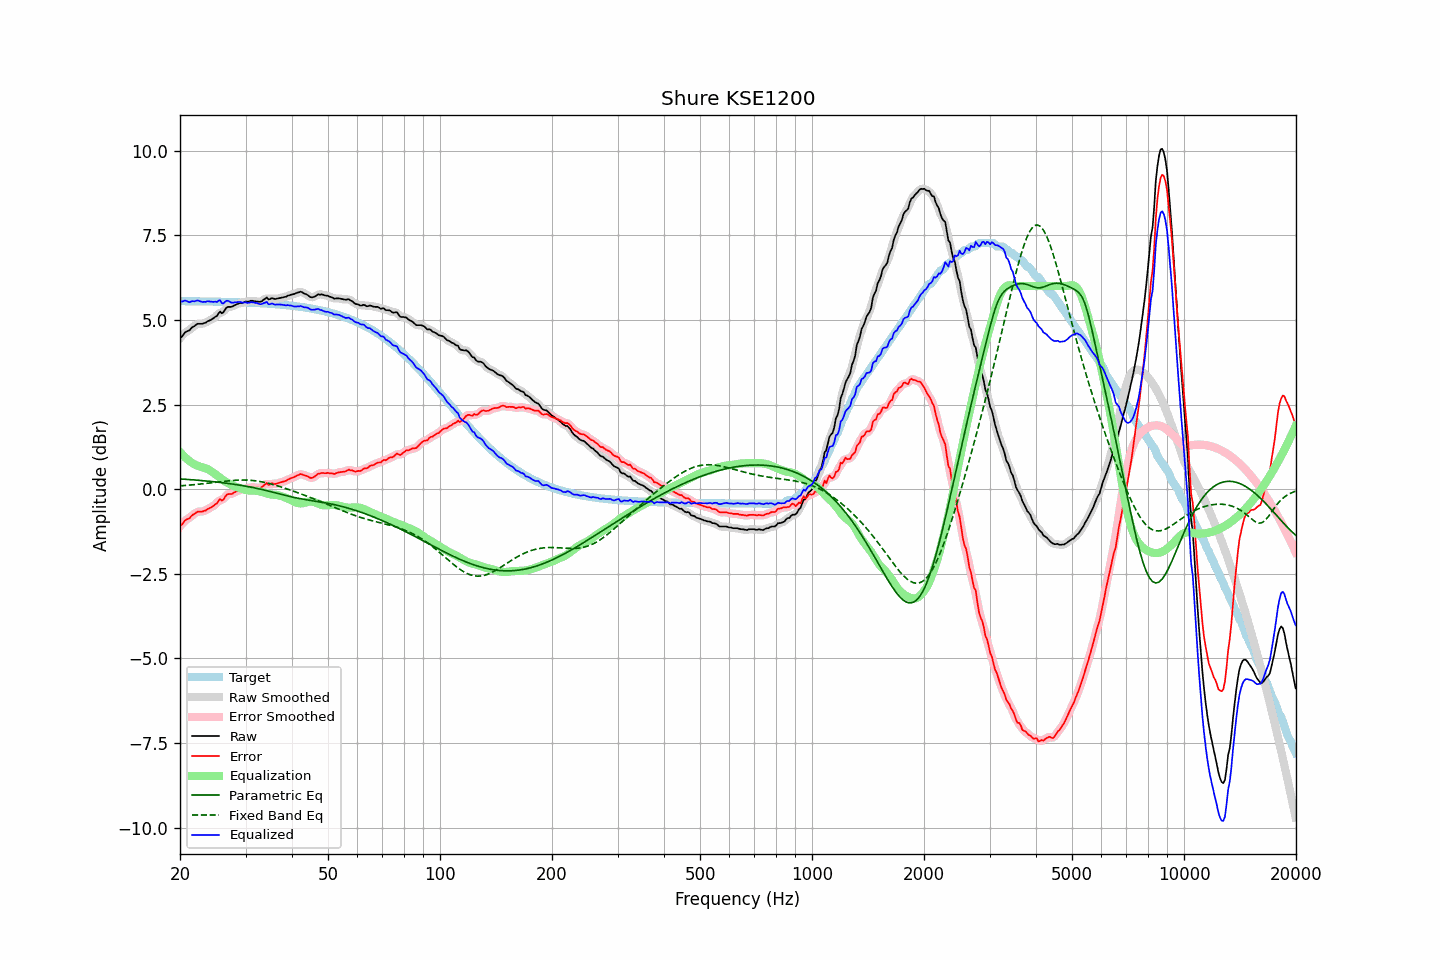 Shure KSE1200
10.0
7.5
5.0
2.5
0.0
−2.5
−5.0
−7.5
−10.0
Amplitude (dBr)
Target
Raw Smoothed
Error Smoothed
Raw
Error
Equalization
Parametric Eq
Fixed Band Eq
Equalized
20 50 100 200 500 1000 2000 5000 10000 20000
Frequency (Hz)